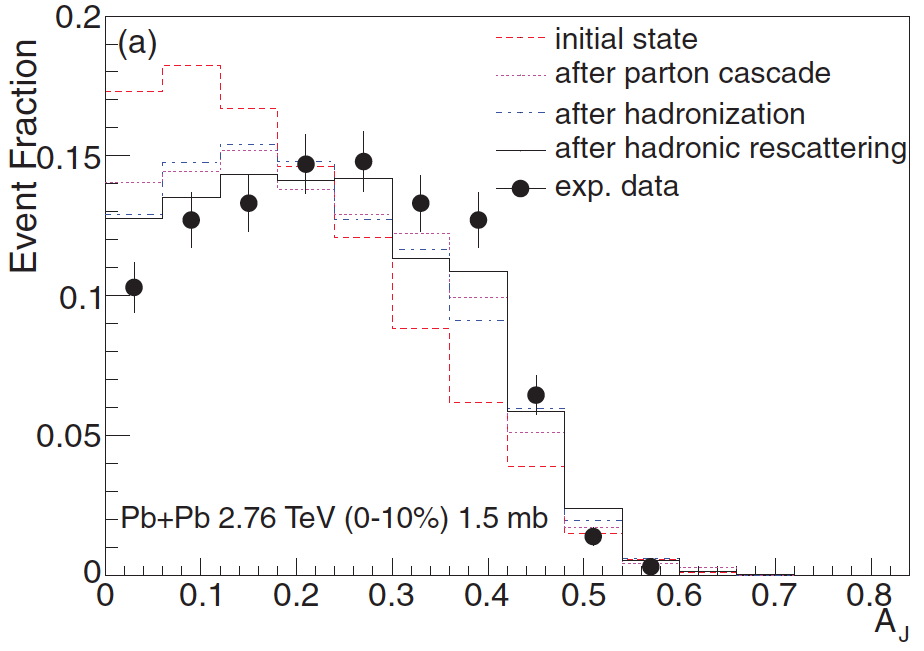 (a)
initial state
after parton cascade
after hadronization
after hadronic rescattering
exp. data
Event Fraction
0.2
0.15
0.1
0.05
0
Pb+Pb 2.76 TeV (0-10%) 1.5 mb
0 0.1 0.2 0.3 0.4 0.5 0.6 0.7 0.8
A_J